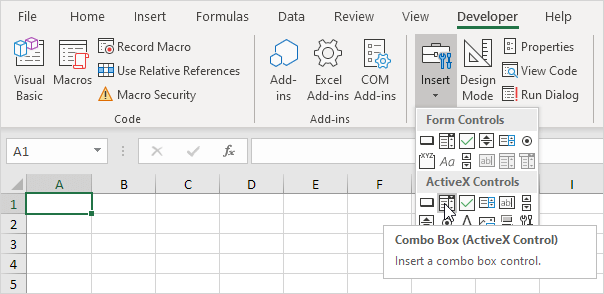 File Home Insert Formulas Data Review View Developer
Visual Basic
Macros
Record Macro
Use Relative References
Macro Security
Code
Add-ins
Excel Add-ins
COM Add-ins
Add-ins
Insert
Design Mode
Properties
View Code
Run Dialog
Form Controls
XYZ Aa ab
ActiveX Controls
ab
A
A1 fx
A B C D E F I
1
2
3
4
5
Combo Box (ActiveX Control)
Insert a combo box control.